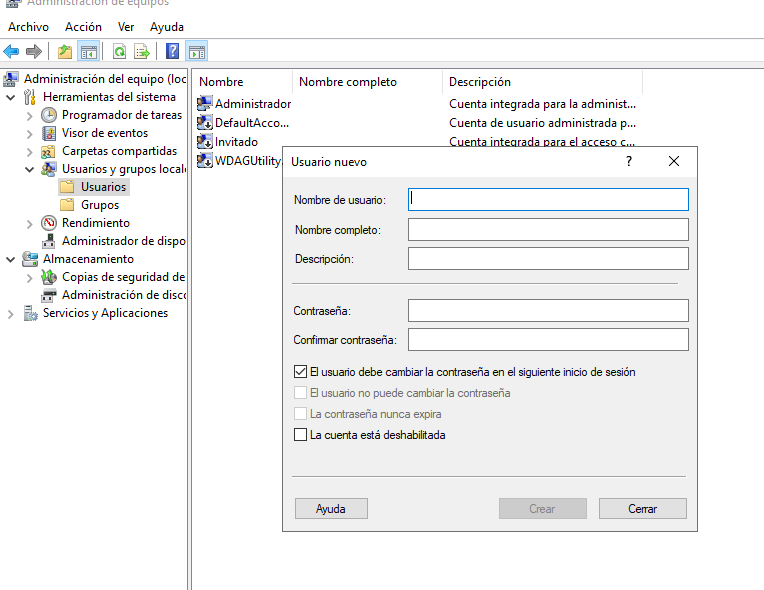 Administración de equipos
Archivo Acción Ver Ayuda
Administración del equipo (loc
Herramientas del sistema
Programador de tareas
Visor de eventos
Carpetas compartidas
Usuarios y grupos locale
Usuarios
Grupos
Rendimiento
Administrador de dispo
Almacenamiento
Copias de seguridad de
Administración de disco
Servicios y Aplicaciones
Nombre Nombre completo Descripción
Administrador Cuenta integrada para la administ...
DefaultAcco... Cuenta de usuario administrada p...
Invitado Cuenta integrada para el acceso c...
WDAGUtility
Usuario nuevo ?
Nombre de usuario:
Nombre completo:
Descripción:
Contraseña:
Confirmar contraseña:
El usuario debe cambiar la contraseña en el siguiente inicio de sesión
El usuario no puede cambiar la contraseña
La contraseña nunca expira
La cuenta está deshabilitada
Ayuda Crear Cerrar